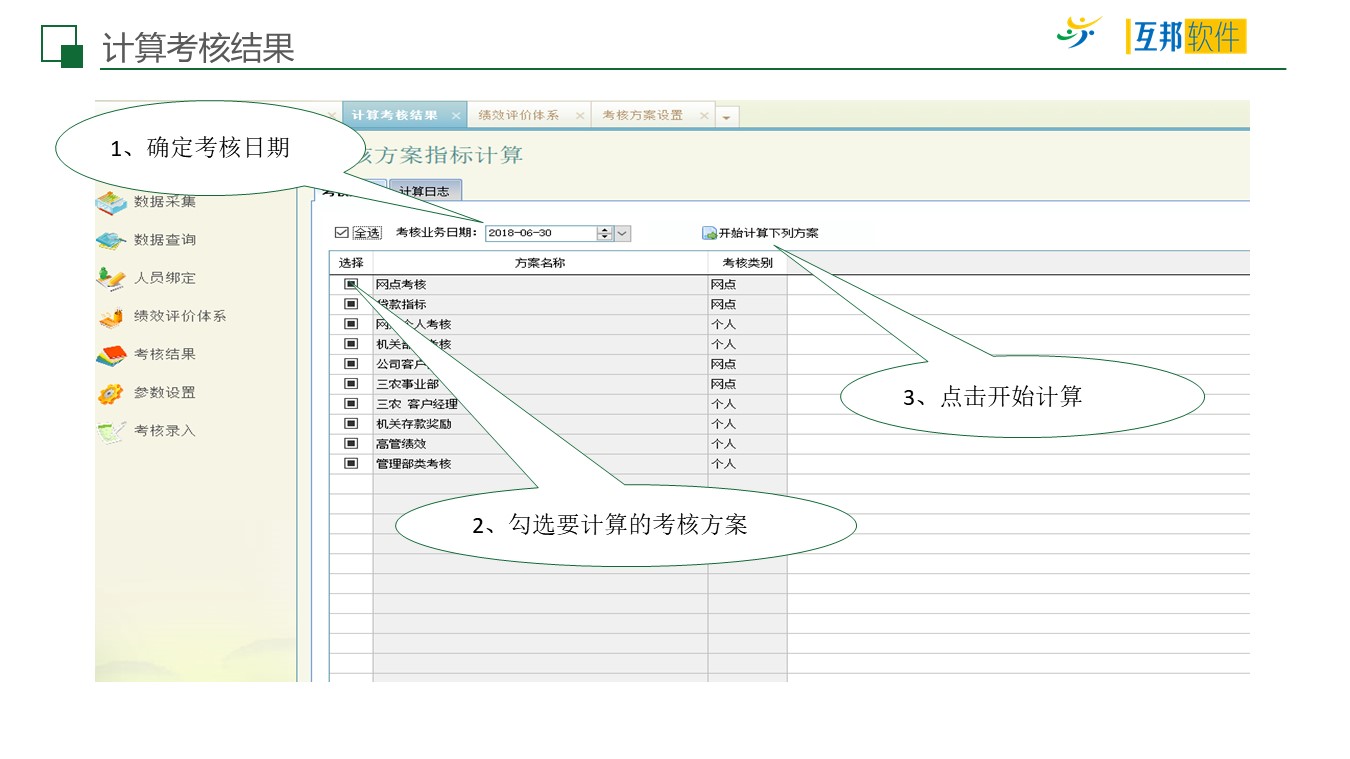 计算考核结果
互邦软件
计算考核结果
绩效评价体系
考核方案设置
1、确定考核日期
核方案指标计算
计算日志
数据采集
数据查询
人员绑定
绩效评价体系
考核结果
参数设置
考核录入
全选 考核业务日期： 2018-06-30 开始计算下列方案
选择 方案名称 考核类别
网点考核 网点
贷款指标 网点
个人考核 个人
机关 考核 个人
公司客户 网点
三农事业部 网点
三农 客户经理 个人
机关存款奖励 个人
高管绩效 个人
管理部类考核 个人
3、点击开始计算
2、勾选要计算的考核方案